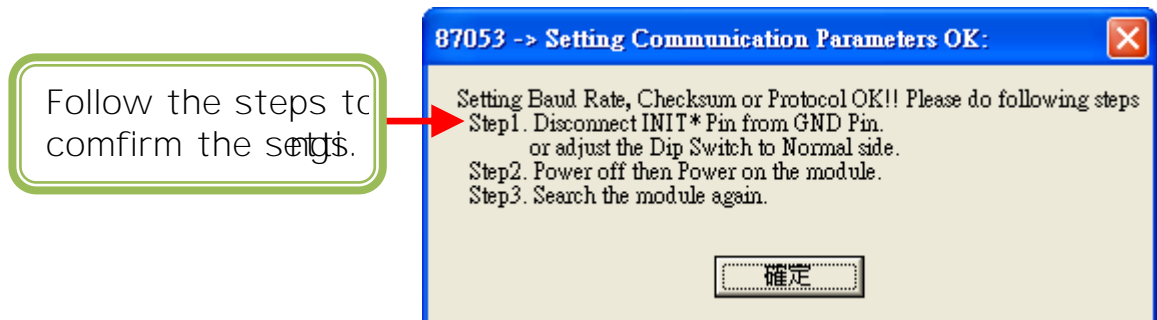 87053 -> Setting Communication Parameters OK:
Follow the steps to
comfirm the
Setting Baud Rate, Checksum or Protocol OK!! Please do following steps
Step1. Disconnect INIT* Pin from GND Pin.
or adjust the Dip Switch to Normal side.
Step2. Power off then Power on the module.
Step3. Search the module again.
確定